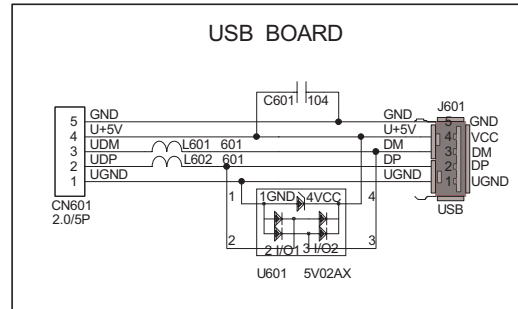 USB BOARD
C601 104
J601
5 GND GND 5 GND
4 U+5V U+5V 4 VCC
3 UDM L601 601 DM 3 DM
2 UDP L602 601 DP 2 DP
1 UGND UGND 1 UGND
CN601
2.0/5P
USB
1 1GND 4VCC 4
2 2 I/O1 3 I/O2 3
U601 5V02AX